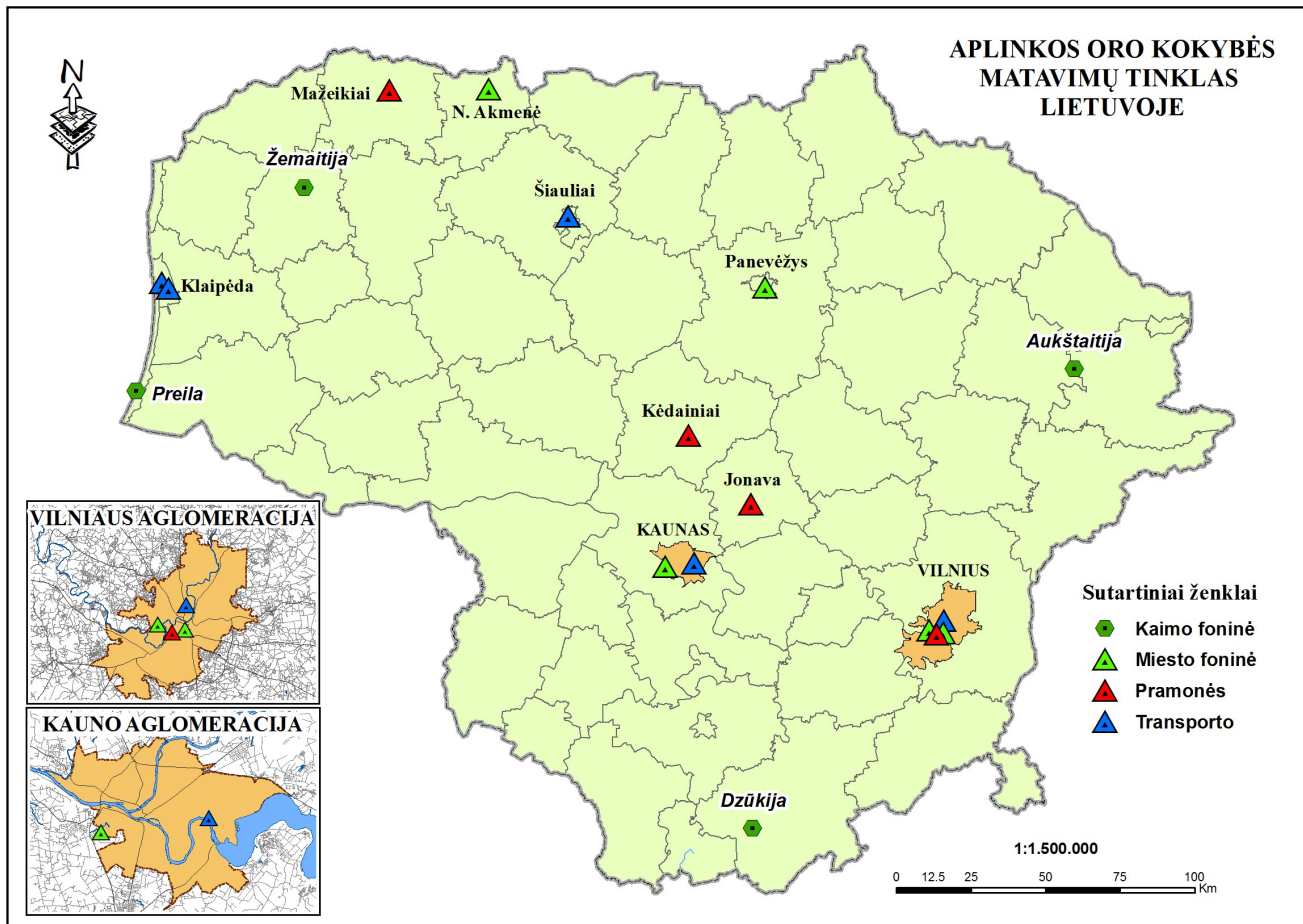 APLINKOS ORO KOKYBĖS
MATAVIMŲ TINKLAS
LIETUVOJE
N
Mažeikiai
N. Akmenė
Žemaitija
Šiauliai
Klaipėda
Panevėžys
Aukštaitija
Preila
Kėdainiai
Jonava
KAUNAS
VILNIUS
Dzūkija
VILNIAUS AGLOMERACIJA
KAUNO AGLOMERACIJA
Sutartiniai ženklai
Kaimo foninė
Miesto foninė
Pramonės
Transporto
1:1.500.000
0 12.5 25 50 75 100
Km